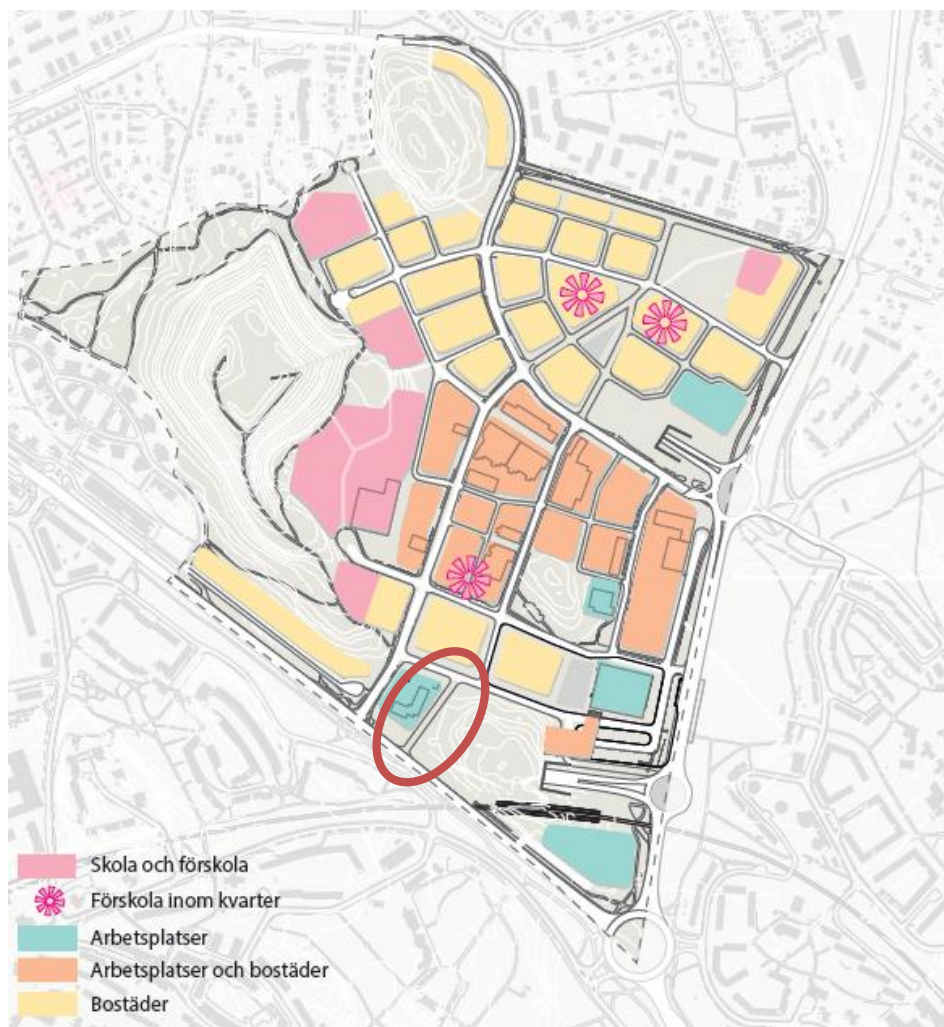 Skola och förskola
Förskola inom kvarter
Arbetsplatser
Arbetsplatser och bostäder
Bostäder